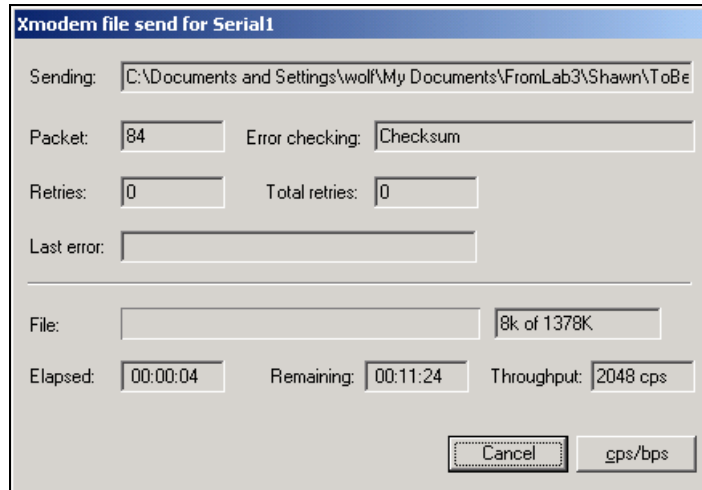 Xmodem file send for Serial1
Sending: C:\Documents and Settings\wolf\My Documents\FromLab3\Shawn\ToBe
Packet: 84 Error checking: Checksum
Retries: 0 Total retries: 0
Last error:
File: 8k of 1378K
Elapsed: 00:00:04 Remaining: 00:11:24 Throughput: 2048 cps
Cancel cps/bps